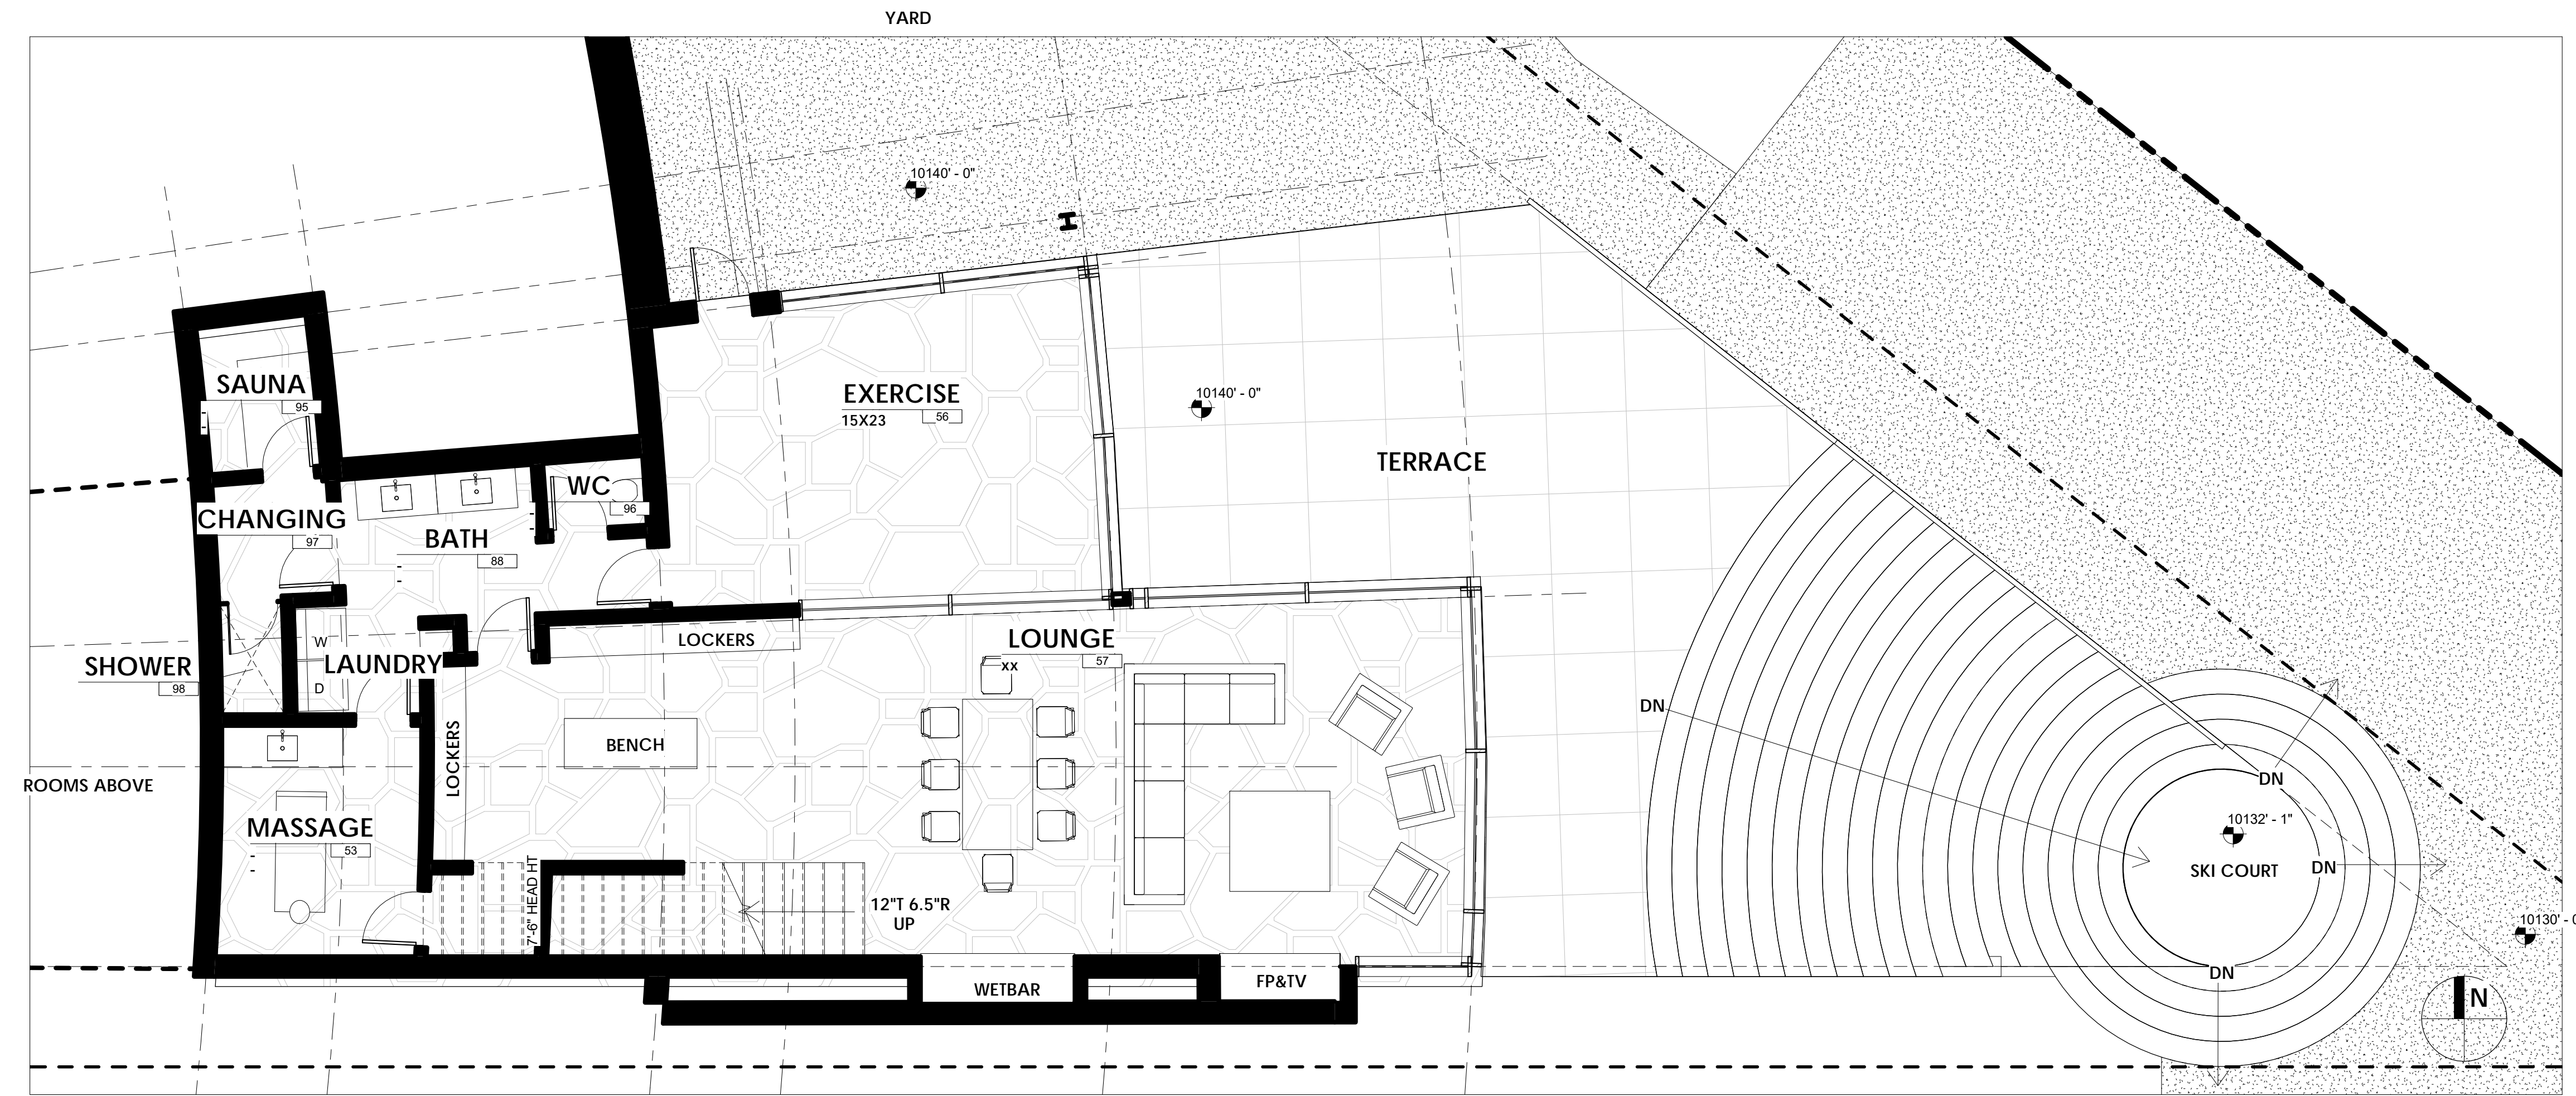 YARD
10140' - 0"
SAUNA
95
EXERCISE
15X23
56
10140' - 0"
TERRACE
WC
96
CHANGING
97
BATH
88
LOCKERS
LOUNGE
57
xx
W
SHOWER
98
LAUNDRY
D
DN
LOCKERS
BENCH
ROOMS ABOVE
DN
MASSAGE
53
10132' - 1"
SKI COURT
DN
7'-6" HEAD HT
12"T 6.5"R
UP
10130' - 0
WETBAR
FP&TV
DN
N